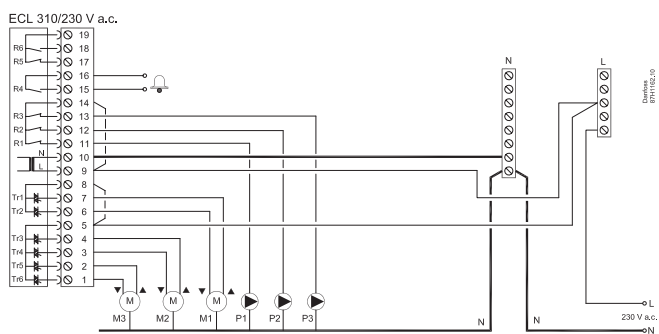 ECL 310/230 V a.c.
19
R6 18
R5 17
16
R4 15
14
R3 13
R2 12
R1 11
N 10
L 9
8
Tr1 7
Tr2 6
5
Tr3 4
Tr4 3
Tr5 2
Tr6 1
N
L
Danfoss
87H1162.10
M M M
M3 M2 M1 P1 P2 P3
N N
L
230 V a.c.
N